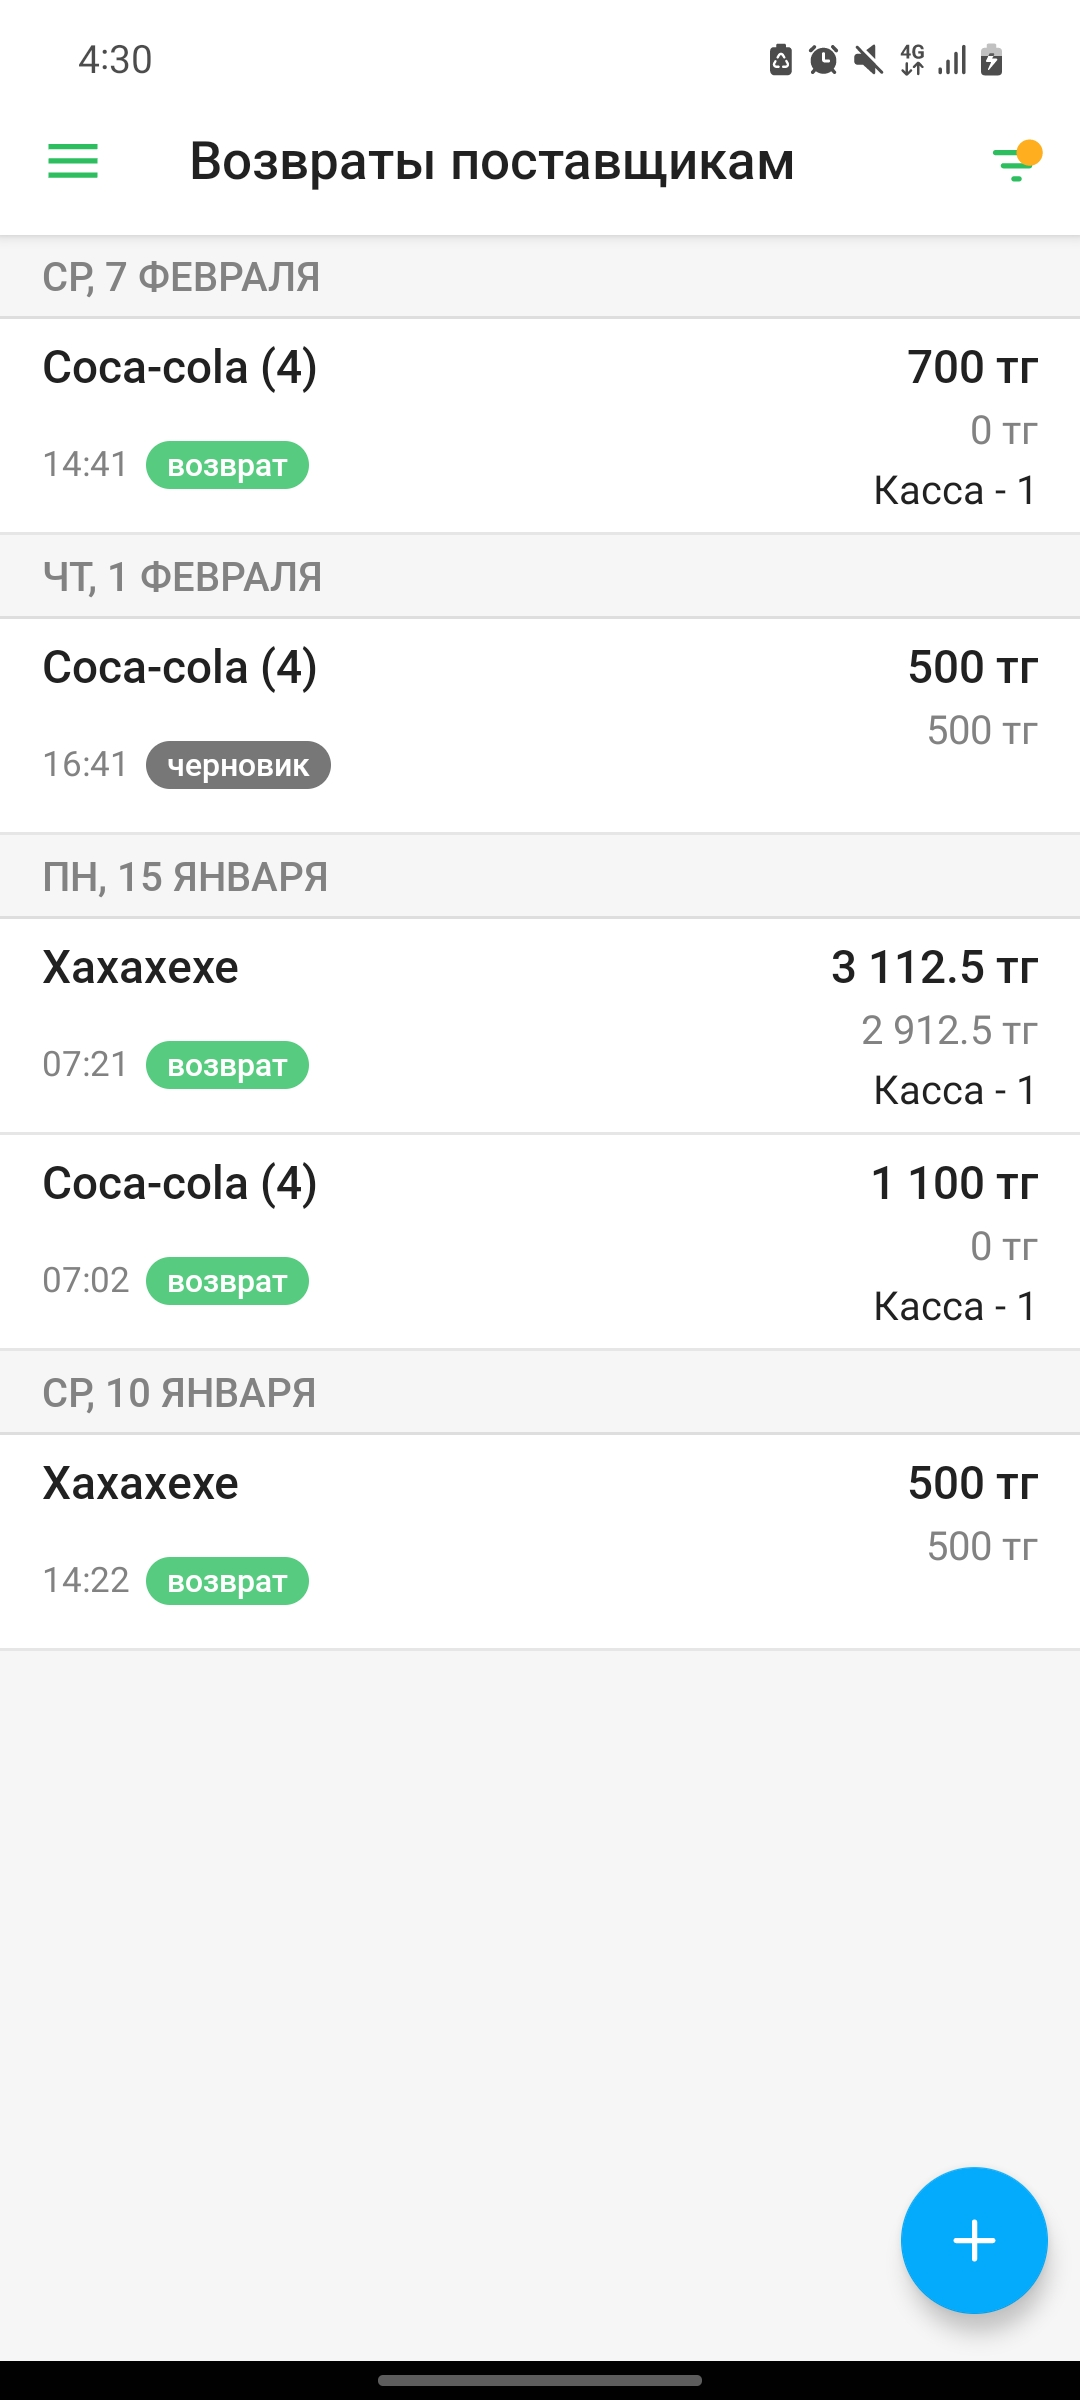 4:30
4G
Возвраты поставщикам
СР, 7 ФЕВРАЛЯ
Coca-cola (4)
700 тг
0 тг
14:41 возврат
Касса - 1
ЧТ, 1 ФЕВРАЛЯ
Coca-cola (4)
500 тг
500 тг
16:41 черновик
ПН, 15 ЯНВАРЯ
Хахахехе
3 112.5 тг
2 912.5 тг
07:21 возврат
Касса - 1
Coca-cola (4)
1 100 тг
0 тг
07:02 возврат
Касса - 1
СР, 10 ЯНВАРЯ
Хахахехе
500 тг
500 тг
14:22 возврат